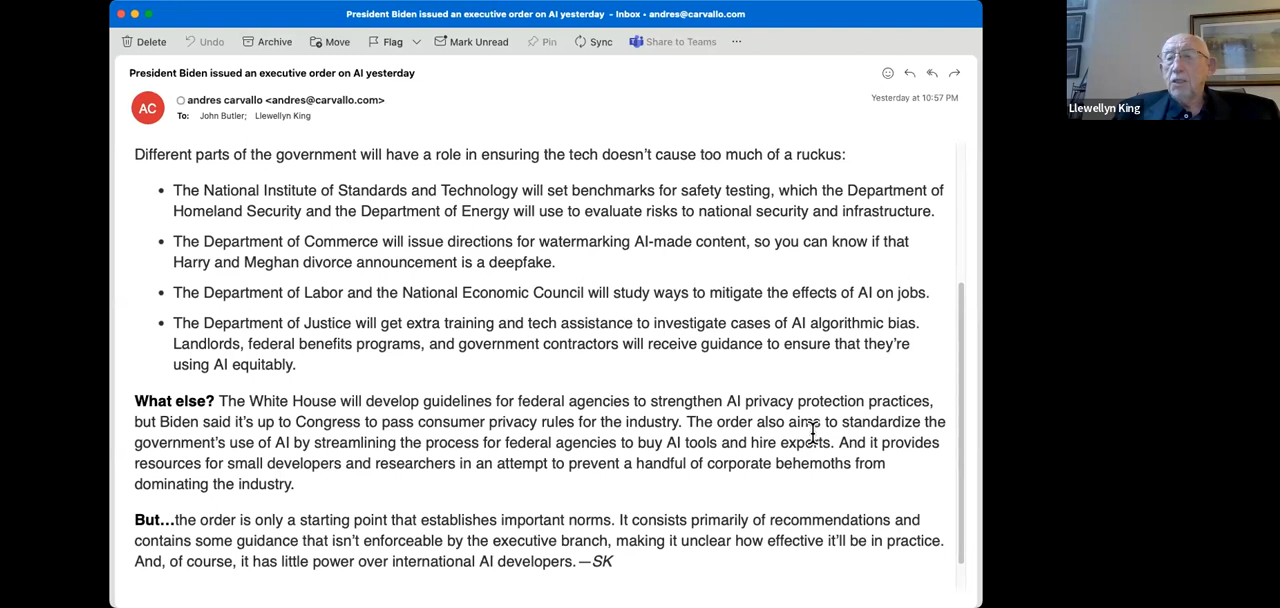 President Biden issued an executive order on AI yesterday - Inbox • andres@carvallo.com
Delete Undo Archive Move Flag Mark Unread Pin Sync Share to Teams ...
President Biden issued an executive order on AI yesterday
AC
andres carvallo <andres@carvallo.com>
Yesterday at 10:57 PM
To: John Butler; Llewellyn King
Different parts of the government will have a role in ensuring the tech doesn't cause too much of a ruckus:
• The National Institute of Standards and Technology will set benchmarks for safety testing, which the Department of
Homeland Security and the Department of Energy will use to evaluate risks to national security and infrastructure.
• The Department of Commerce will issue directions for watermarking AI-made content, so you can know if that
Harry and Meghan divorce announcement is a deepfake.
• The Department of Labor and the National Economic Council will study ways to mitigate the effects of AI on jobs.
• The Department of Justice will get extra training and tech assistance to investigate cases of AI algorithmic bias.
Landlords, federal benefits programs, and government contractors will receive guidance to ensure that they're
using AI equitably.
What else? The White House will develop guidelines for federal agencies to strengthen AI privacy protection practices,
but Biden said it's up to Congress to pass consumer privacy rules for the industry. The order also aims to standardize the
government's use of AI by streamlining the process for federal agencies to buy AI tools and hire experts. And it provides
resources for small developers and researchers in an attempt to prevent a handful of corporate behemoths from
dominating the industry.
But...the order is only a starting point that establishes important norms. It consists primarily of recommendations and
contains some guidance that isn't enforceable by the executive branch, making it unclear how effective it'll be in practice.
And, of course, it has little power over international AI developers.—SK
Llewellyn King